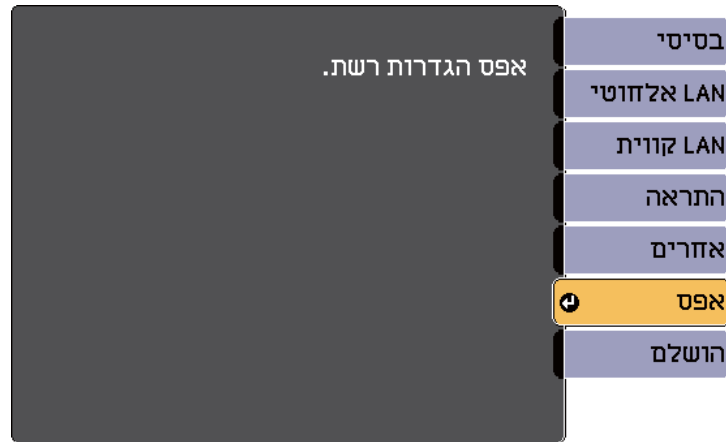 בסיסי
LAN אלחוטי
LAN קווית
התראה
אחרים
אפס
הושלם
אפס הגדרות רשת.